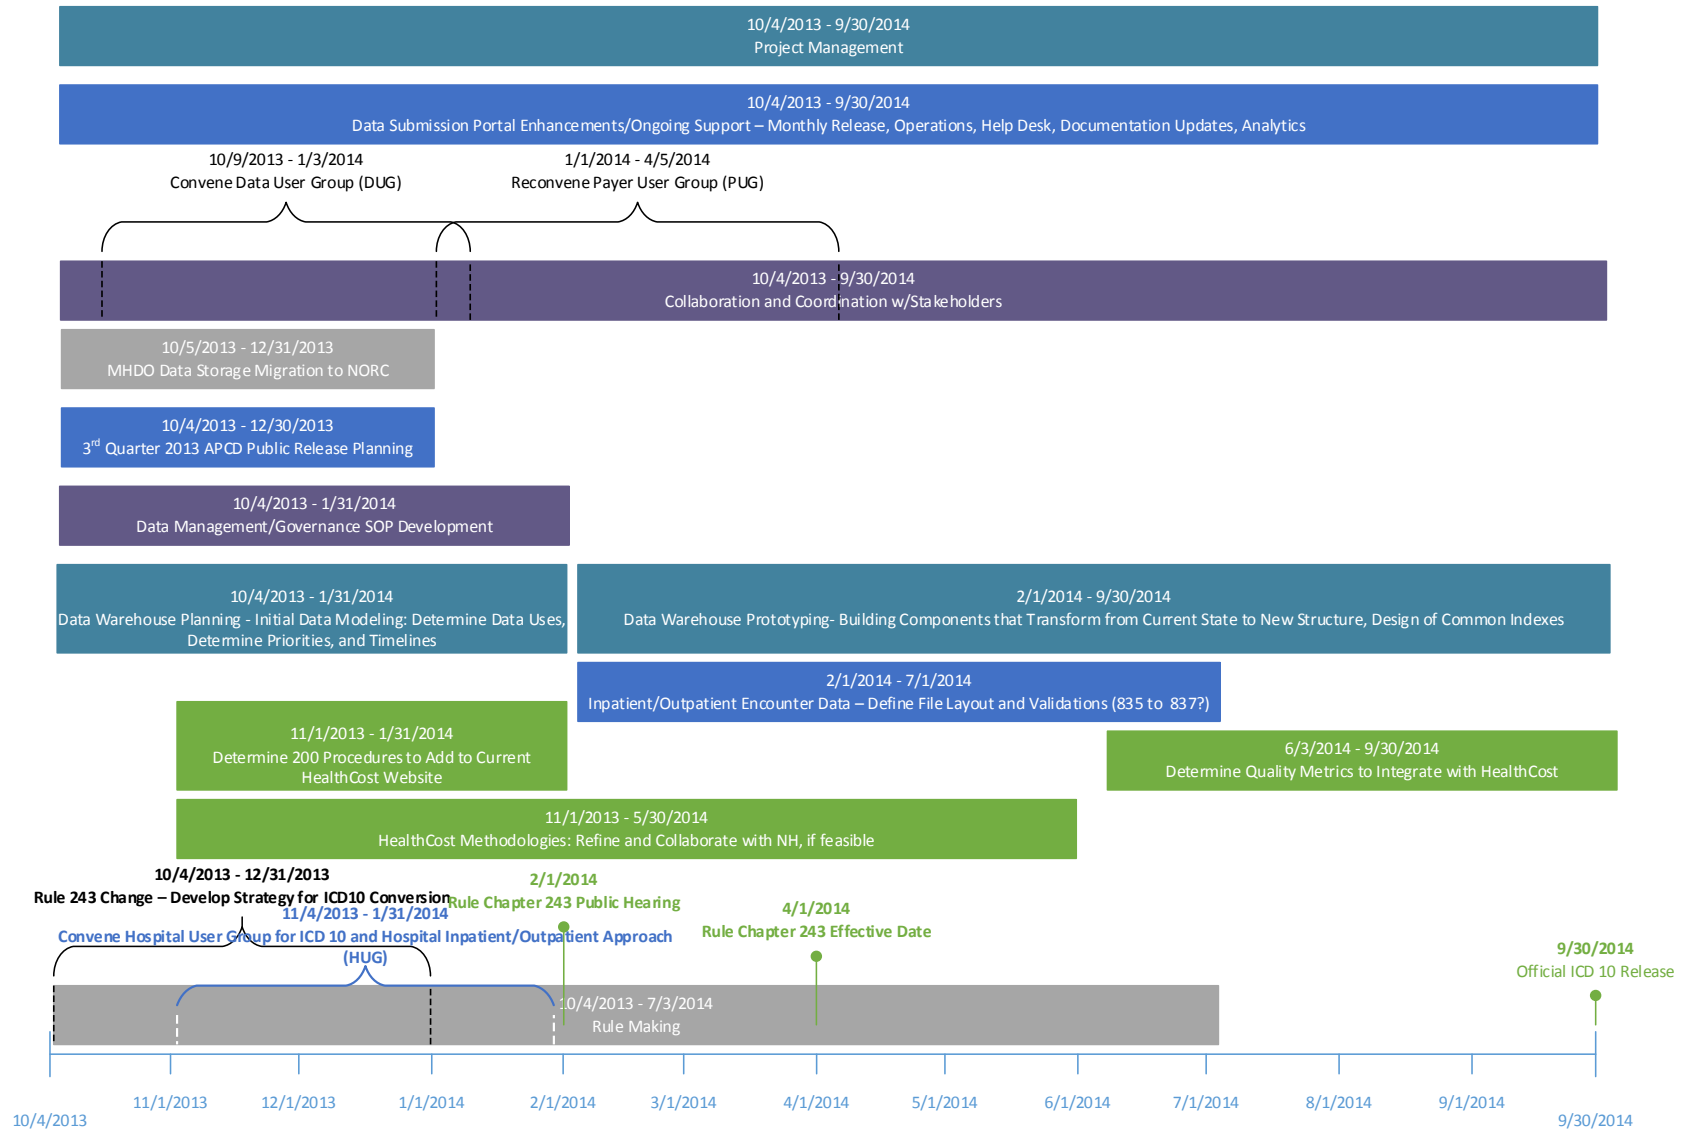 10/4/2013 - 9/30/2014
Project Management
10/4/2013 - 9/30/2014
Data Submission Portal Enhancements/Ongoing Support – Monthly Release, Operations, Help Desk, Documentation Updates, Analytics
10/9/2013 - 1/3/2014
Convene Data User Group (DUG)
1/1/2014 - 4/5/2014
Reconvene Payer User Group (PUG)
10/4/2013 - 9/30/2014
Collaboration and Coordination w/Stakeholders
10/5/2013 - 12/31/2013
MHDO Data Storage Migration to NORC
10/4/2013 - 12/30/2013
3rd Quarter 2013 APCD Public Release Planning
10/4/2013 - 1/31/2014
Data Management/Governance SOP Development
10/4/2013 - 1/31/2014
Data Warehouse Planning - Initial Data Modeling: Determine Data Uses,
Determine Priorities, and Timelines
2/1/2014 - 9/30/2014
Data Warehouse Prototyping- Building Components that Transform from Current State to New Structure, Design of Common Indexes
2/1/2014 - 7/1/2014
Inpatient/Outpatient Encounter Data – Define File Layout and Validations (835 to 837?)
11/1/2013 - 1/31/2014
Determine 200 Procedures to Add to Current
HealthCost Website
6/3/2014 - 9/30/2014
Determine Quality Metrics to Integrate with HealthCost
11/1/2013 - 5/30/2014
HealthCost Methodologies: Refine and Collaborate with NH, if feasible
10/4/2013 - 12/31/2013
Rule 243 Change – Develop Strategy for ICD10 Conversion
2/1/2014
Rule Chapter 243 Public Hearing
11/4/2013 - 1/31/2014
Convene Hospital User Group for ICD 10 and Hospital Inpatient/Outpatient Approach
(HUG)
4/1/2014
Rule Chapter 243 Effective Date
9/30/2014
Official ICD 10 Release
10/4/2013 - 7/3/2014
Rule Making
10/4/2013
11/1/2013
12/1/2013
1/1/2014
2/1/2014
3/1/2014
4/1/2014
5/1/2014
6/1/2014
7/1/2014
8/1/2014
9/1/2014
9/30/2014